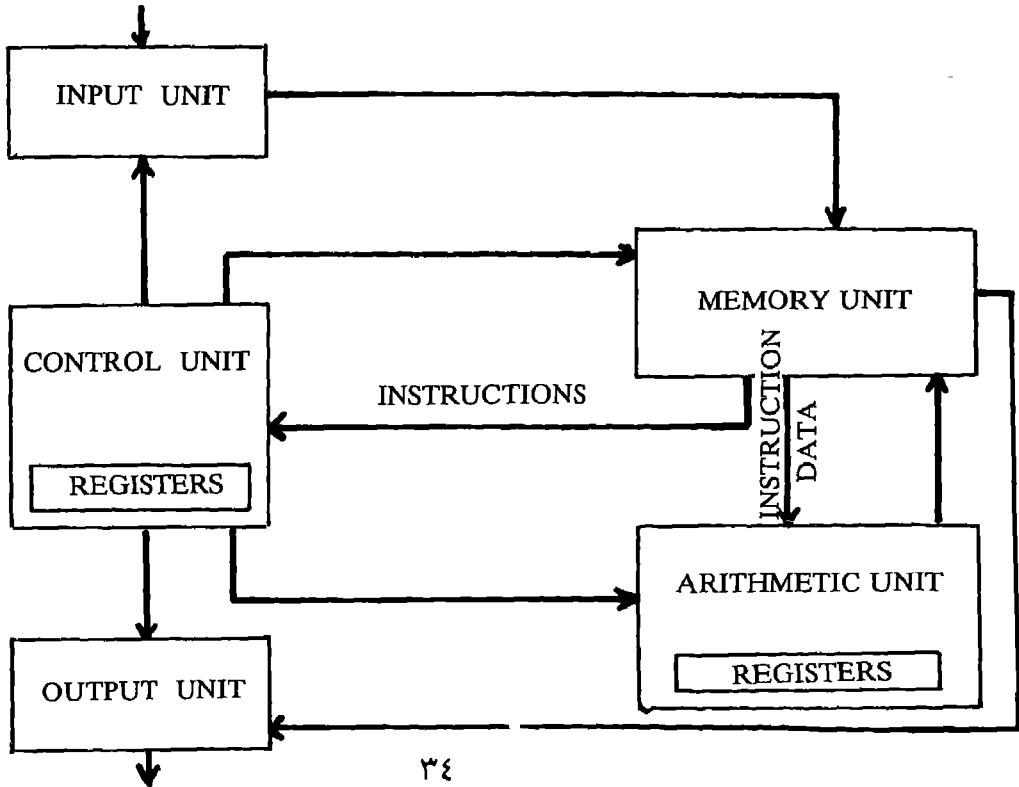 INPUT UNIT
MEMORY UNIT
CONTROL UNIT
INSTRUCTIONS
INSTRUCTION
DATA
REGISTERS
ARITHMETIC UNIT
REGISTERS
OUTPUT UNIT
٣٤